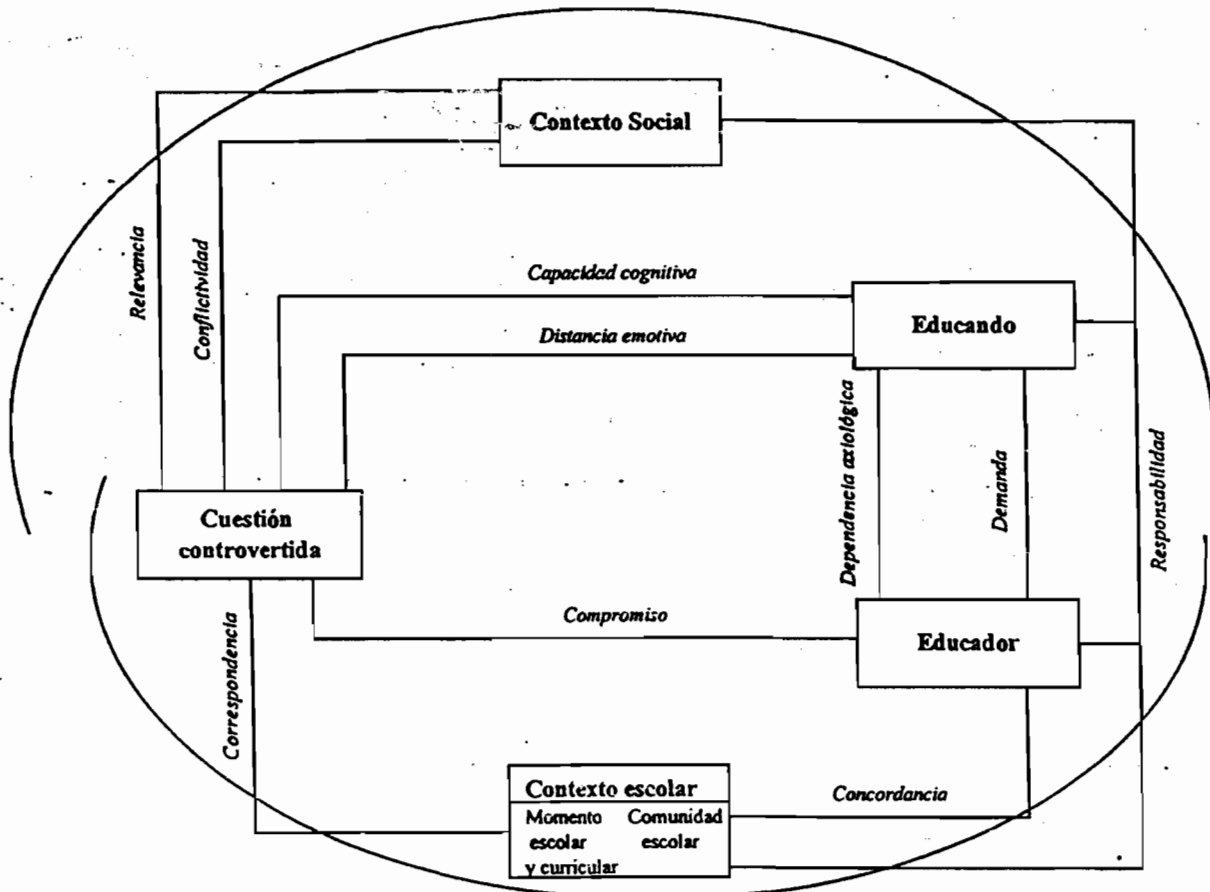 Contexto Social
Relevancia
Conflictividad
Capacidad cognitiva
Distancia emotiva
Educando
Dependencia axiológica
Demanda
Responsabilidad
Cuestión
controvertida
Compromiso
Educador
Correspondencia
Contexto escolar
Momento Comunidad
escolar escolar
y curricular
Concordancia